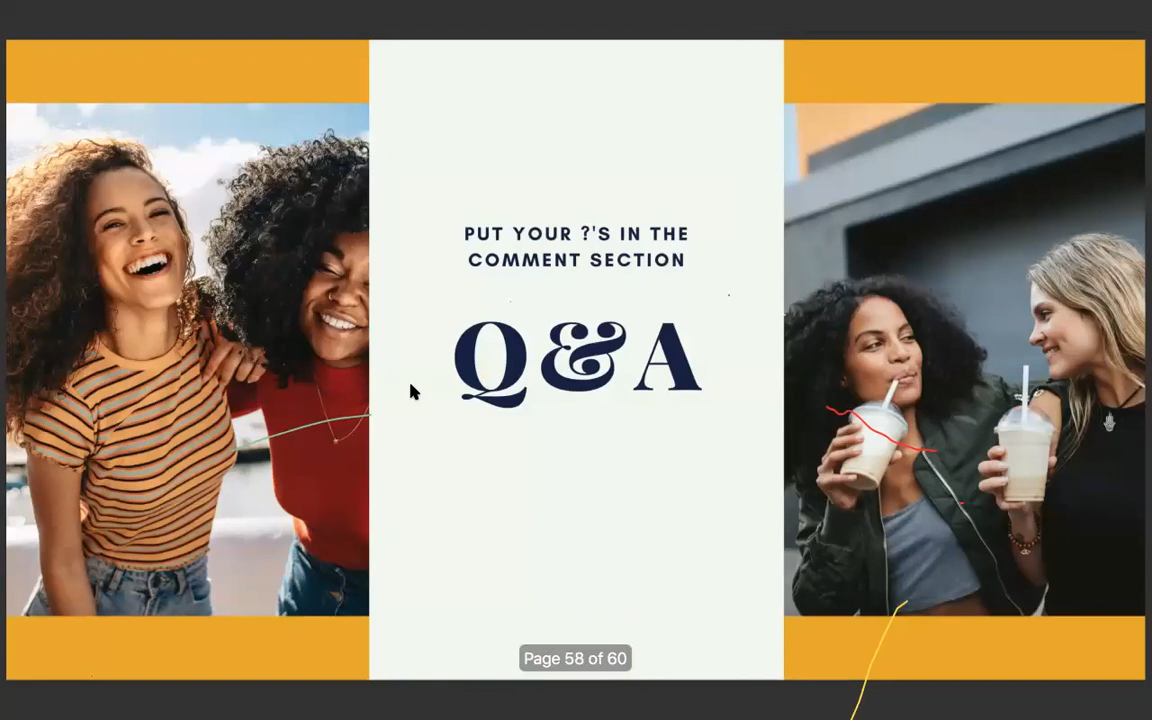 PUT YOUR ?'S IN THE
COMMENT SECTION
Q&A
Page 58 of 60